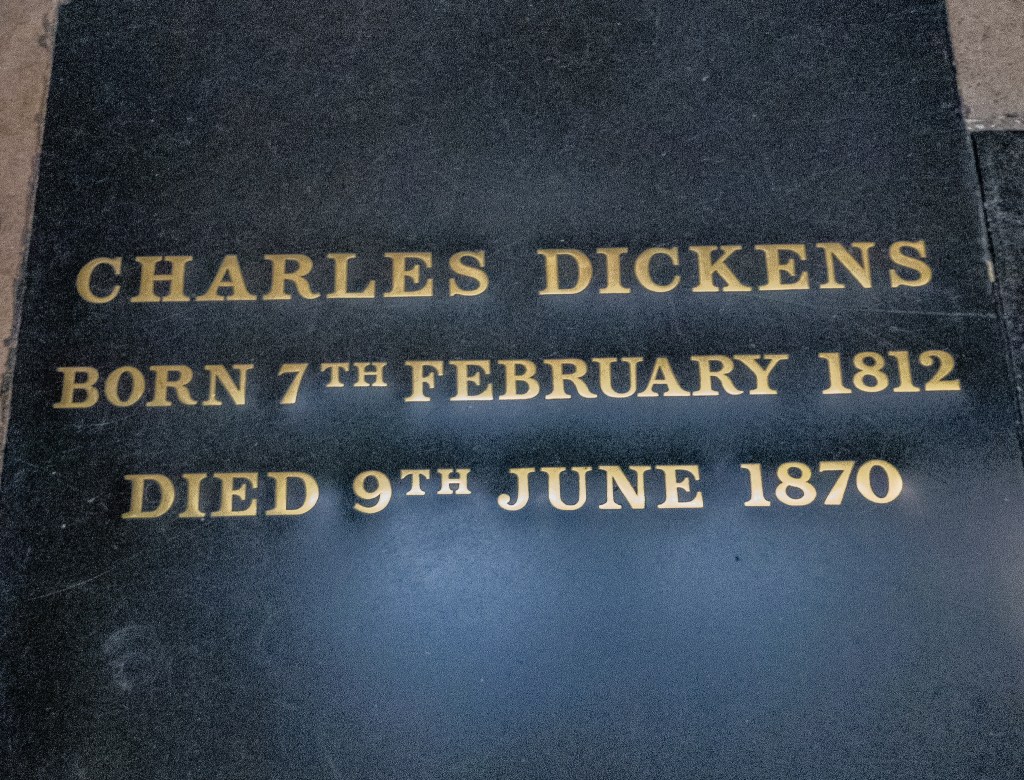 CHARLES DICKENS
BORN 7TH FEBRUARY 1812
DIED 9TH JUNE 1870